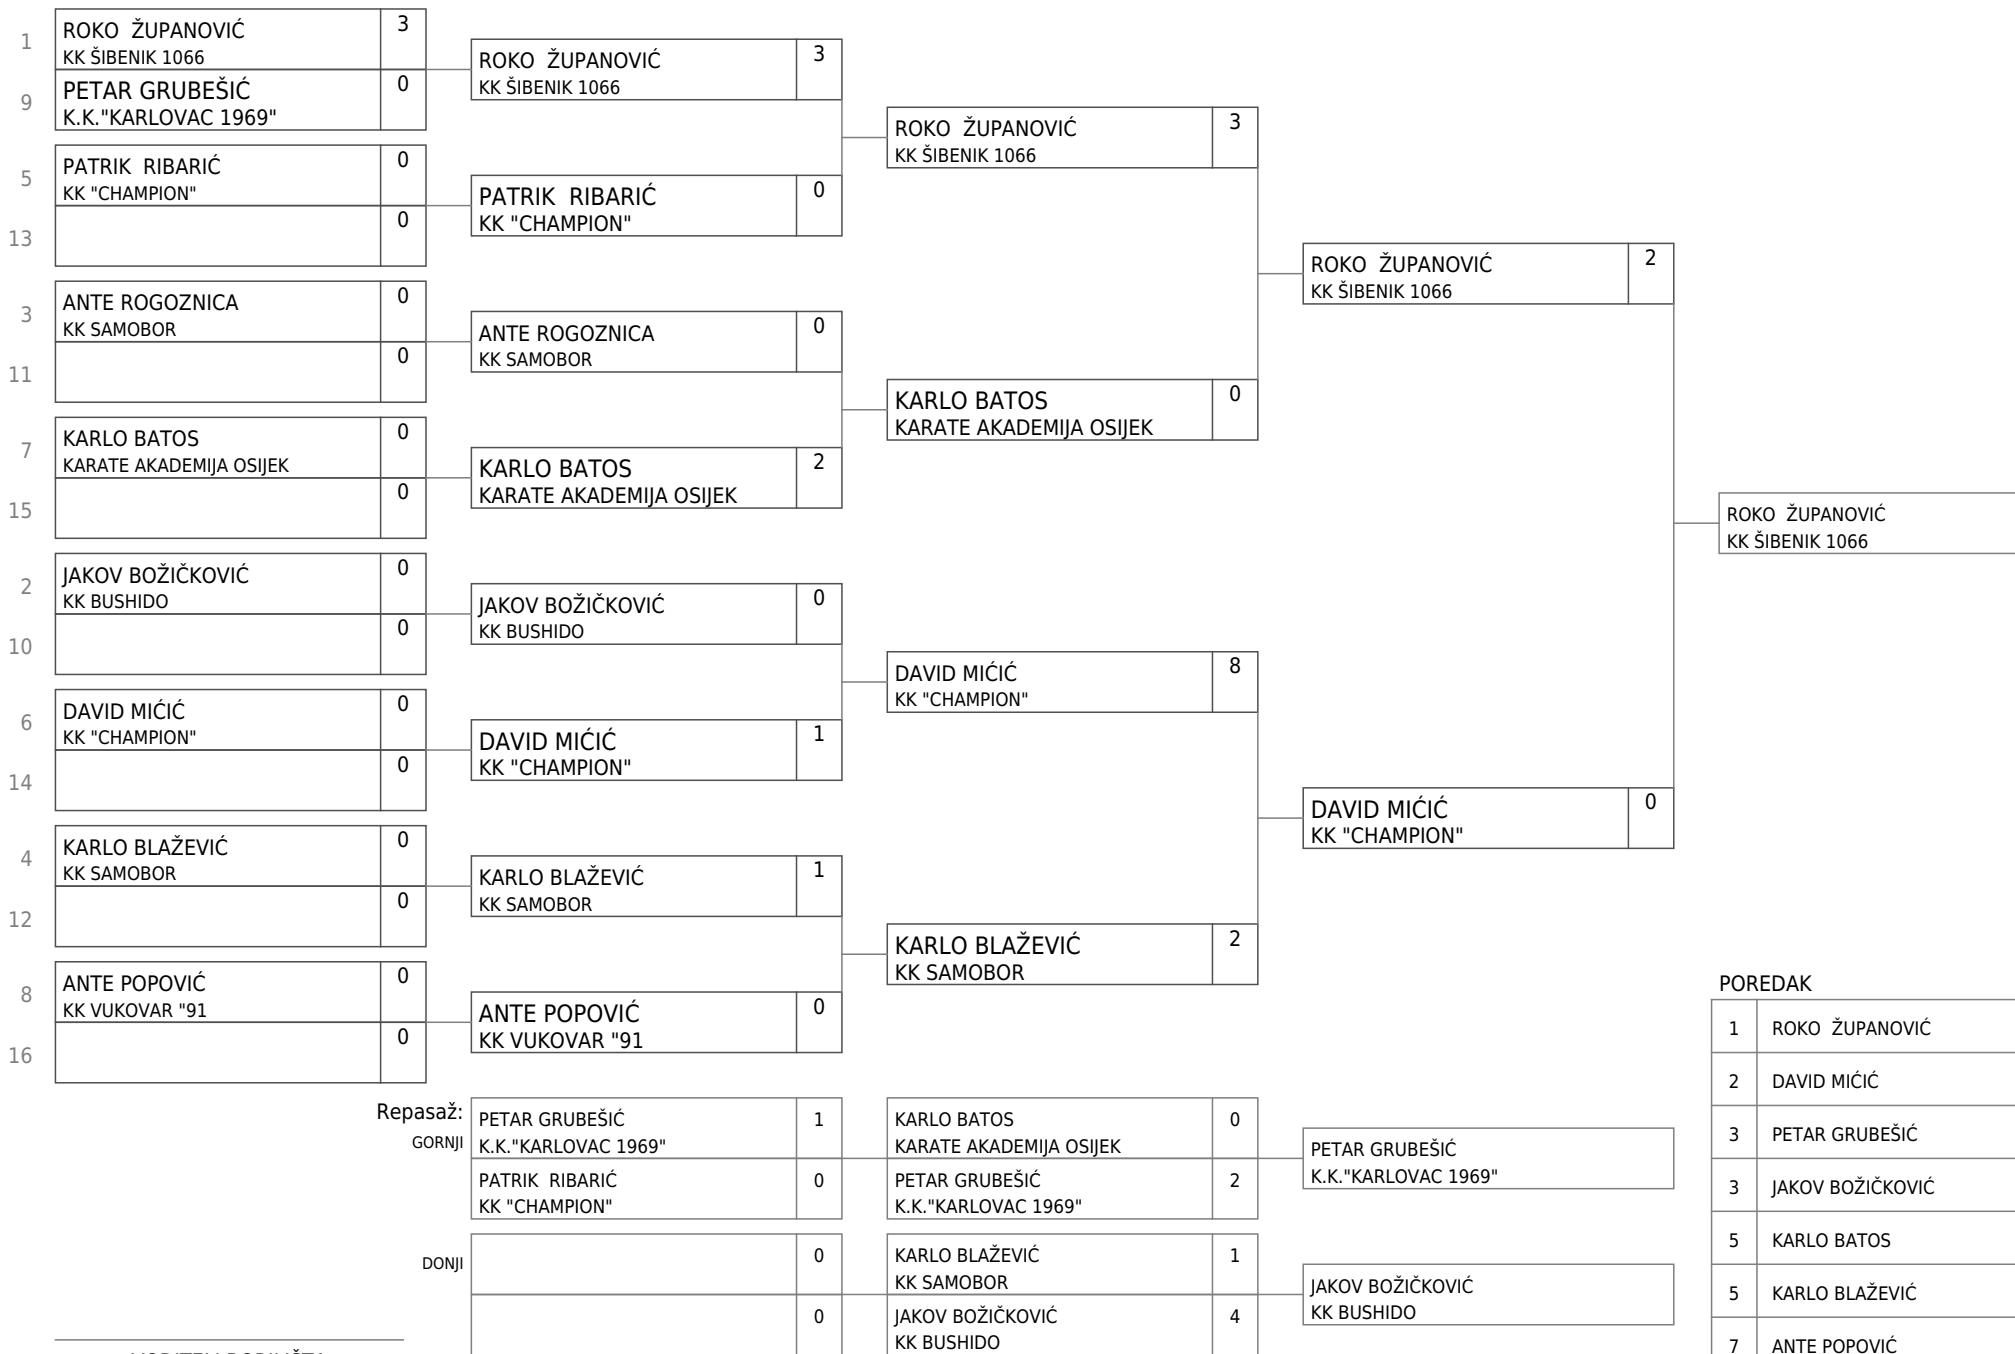 1
ROKO  ŽUPANOVIĆ
3
KK ŠIBENIK 1066
9
PETAR GRUBEŠIĆ
0
K.K."KARLOVAC 1969"
5
PATRIK  RIBARIĆ
0
KK "CHAMPION"
13
0
3
ANTE ROGOZNICA
0
KK SAMOBOR
11
0
7
KARLO BATOS
0
KARATE AKADEMIJA OSIJEK
15
0
2
JAKOV BOŽIČKOVIĆ
0
KK BUSHIDO
10
0
6
DAVID MIĆIĆ
0
KK "CHAMPION"
14
0
4
KARLO BLAŽEVIĆ
0
KK SAMOBOR
12
0
8
ANTE POPOVIĆ
0
KK VUKOVAR "91
16
0
ROKO  ŽUPANOVIĆ
3
KK ŠIBENIK 1066
PATRIK  RIBARIĆ
0
KK "CHAMPION"
ANTE ROGOZNICA
0
KK SAMOBOR
KARLO BATOS
2
KARATE AKADEMIJA OSIJEK
JAKOV BOŽIČKOVIĆ
0
KK BUSHIDO
DAVID MIĆIĆ
1
KK "CHAMPION"
KARLO BLAŽEVIĆ
1
KK SAMOBOR
ANTE POPOVIĆ
0
KK VUKOVAR "91
ROKO  ŽUPANOVIĆ
3
KK ŠIBENIK 1066
KARLO BATOS
0
KARATE AKADEMIJA OSIJEK
DAVID MIĆIĆ
8
KK "CHAMPION"
KARLO BLAŽEVIĆ
2
KK SAMOBOR
ROKO  ŽUPANOVIĆ
2
KK ŠIBENIK 1066
DAVID MIĆIĆ
0
KK "CHAMPION"
ROKO  ŽUPANOVIĆ
KK ŠIBENIK 1066
Repasaž:
GORNJI
PETAR GRUBEŠIĆ
1
K.K."KARLOVAC 1969"
PATRIK  RIBARIĆ
0
KK "CHAMPION"
KARLO BATOS
0
KARATE AKADEMIJA OSIJEK
PETAR GRUBEŠIĆ
2
K.K."KARLOVAC 1969"
PETAR GRUBEŠIĆ
K.K."KARLOVAC 1969"
DONJI
0
0
KARLO BLAŽEVIĆ
1
KK SAMOBOR
JAKOV BOŽIČKOVIĆ
4
KK BUSHIDO
JAKOV BOŽIČKOVIĆ
KK BUSHIDO
POREDAK
1 ROKO  ŽUPANOVIĆ
2 DAVID MIĆIĆ
3 PETAR GRUBEŠIĆ
3 JAKOV BOŽIČKOVIĆ
5 KARLO BATOS
5 KARLO BLAŽEVIĆ
7 ANTE POPOVIĆ